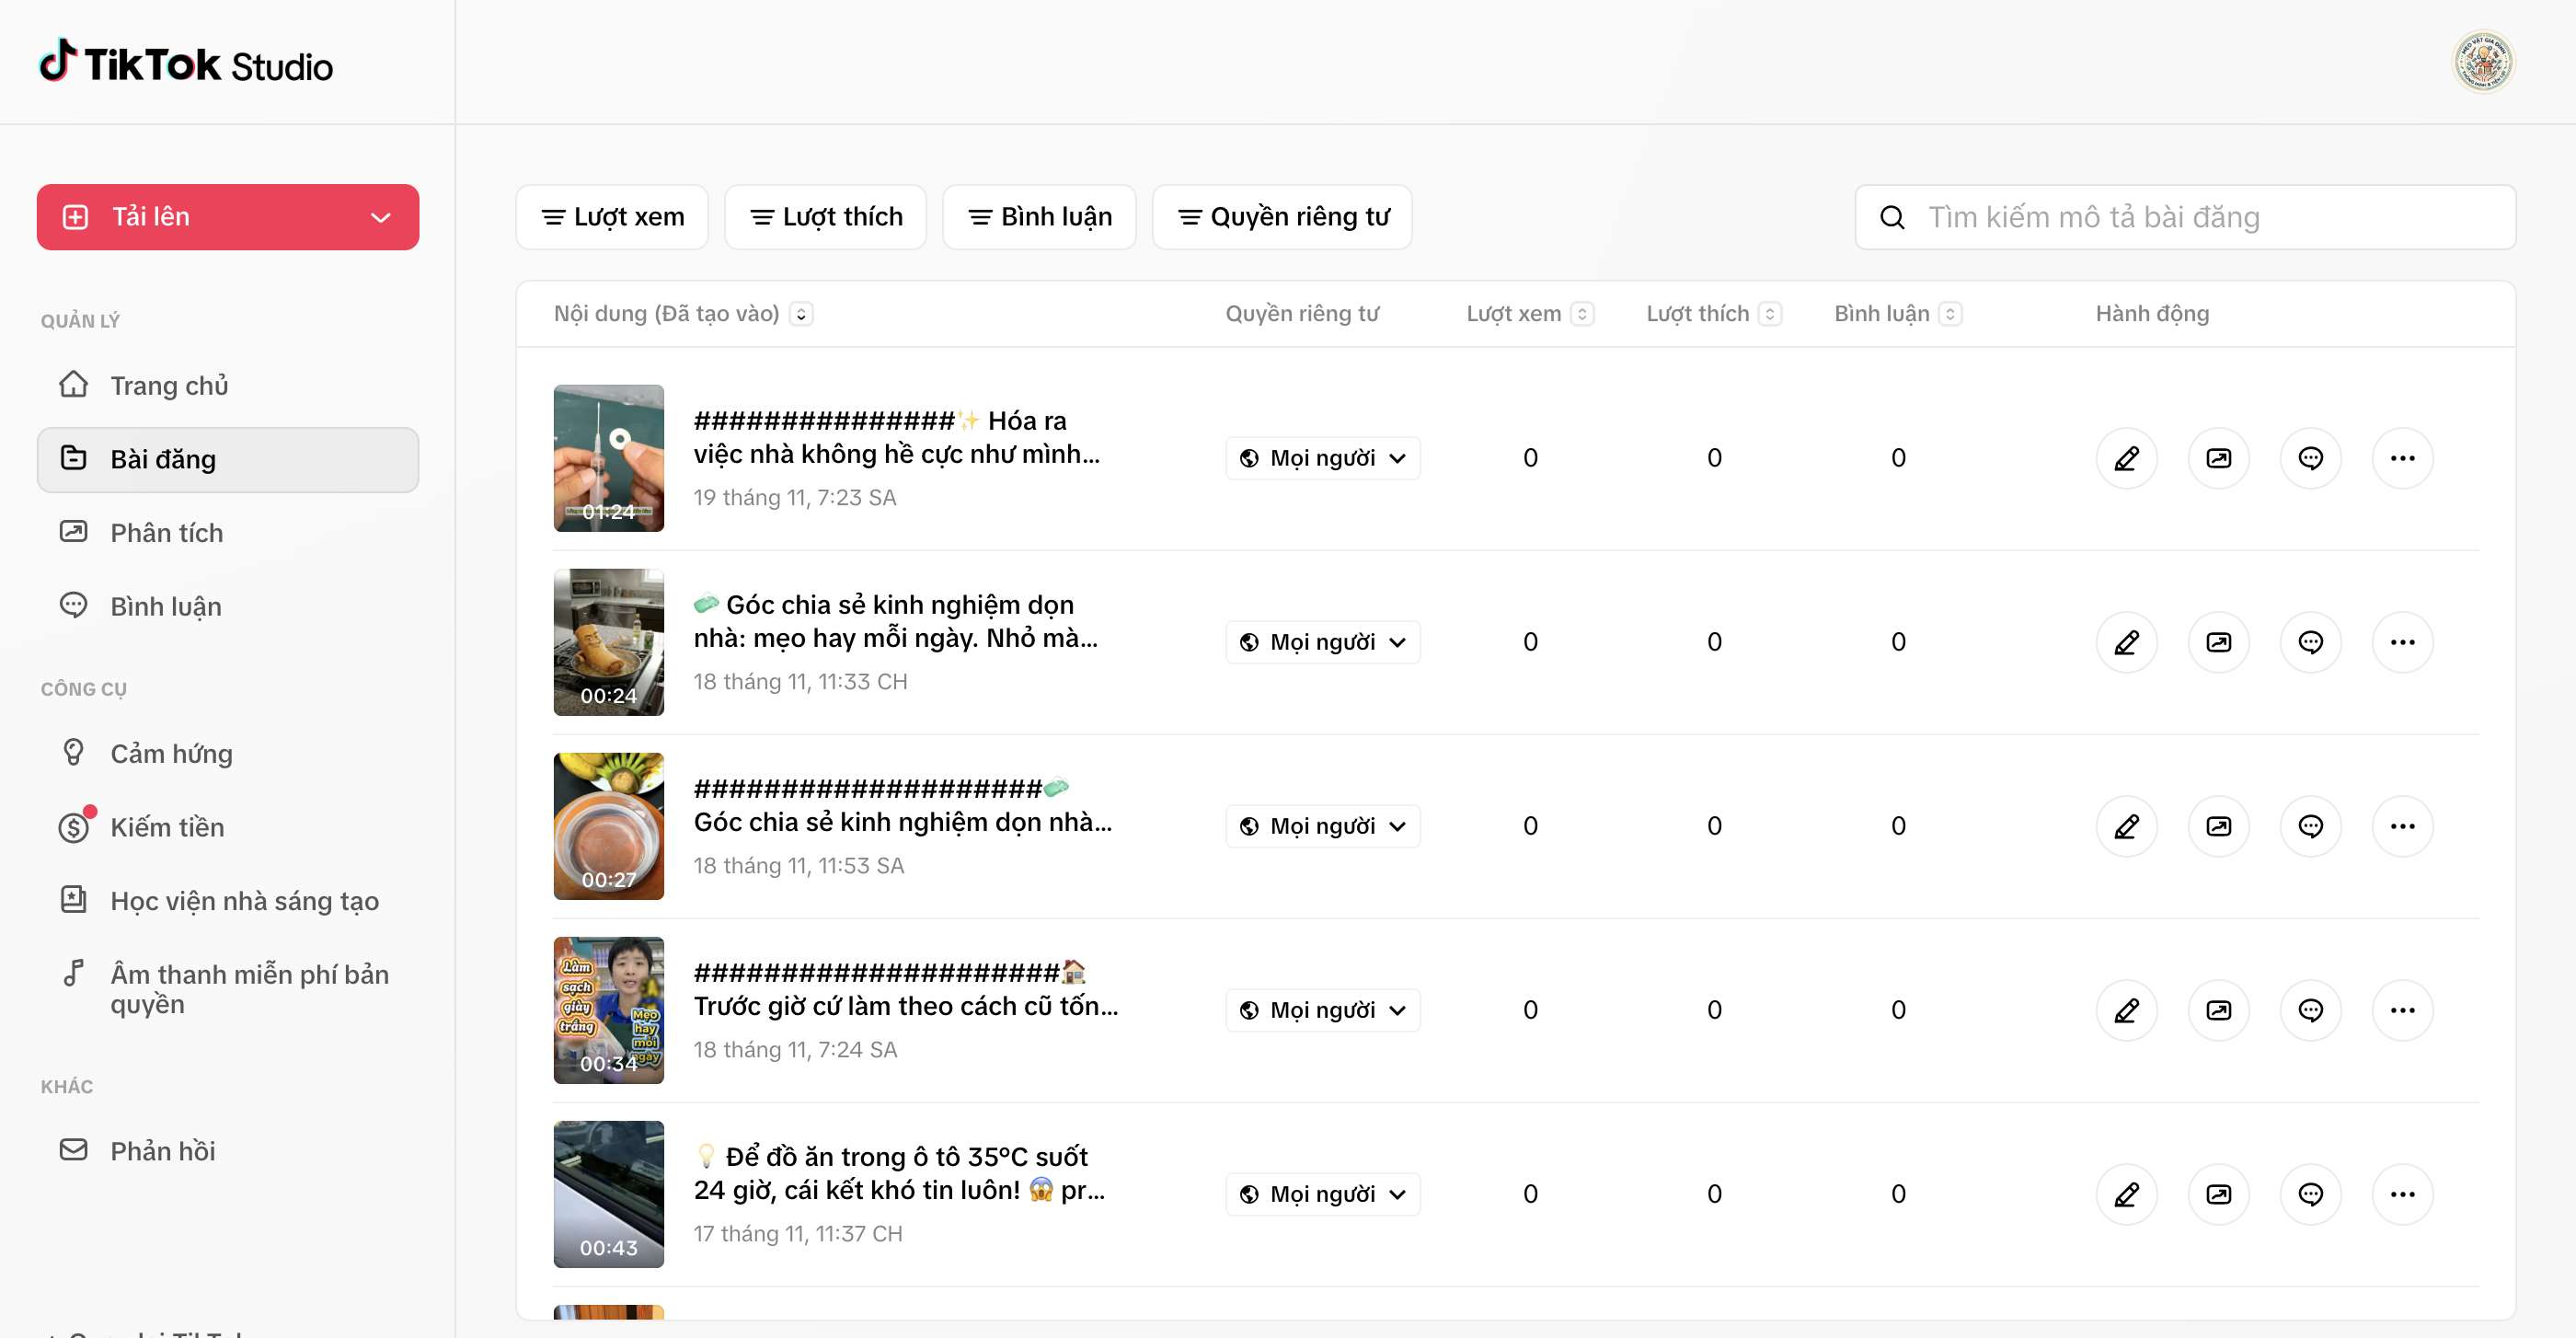 TikTok Studio
Tải lên
QUẢN LÝ
Trang chủ
Bài đăng
Phân tích
Bình luận
CÔNG CỤ
Cảm hứng
Kiếm tiền
Học viện nhà sáng tạo
Âm thanh miễn phí bản
quyền
KHÁC
Phản hồi
Lượt xem
Lượt thích
Bình luận
Quyền riêng tư
Tìm kiếm mô tả bài đăng
Nội dung (Đã tạo vào)
Quyền riêng tư
Lượt xem
Lượt thích
Bình luận
Hành động
01:24
###############✨ Hóa ra
việc nhà không hề cực như mình...
19 tháng 11, 7:23 SA
Mọi người
0
0
0
00:24
🧼 Góc chia sẻ kinh nghiệm dọn
nhà: mẹo hay mỗi ngày. Nhỏ mà...
18 tháng 11, 11:33 CH
Mọi người
0
0
0
00:27
####################🧼
Góc chia sẻ kinh nghiệm dọn nhà...
18 tháng 11, 11:53 SA
Mọi người
0
0
0
Làm
sạch
giày
trắng
Mẹo
hay
mỗi
ngày
00:34
#####################🏠
Trước giờ cứ làm theo cách cũ tốn...
18 tháng 11, 7:24 SA
Mọi người
0
0
0
00:43
💡 Để đồ ăn trong ô tô 35°C suốt
24 giờ, cái kết khó tin luôn! 😱 pr...
17 tháng 11, 11:37 CH
Mọi người
0
0
0